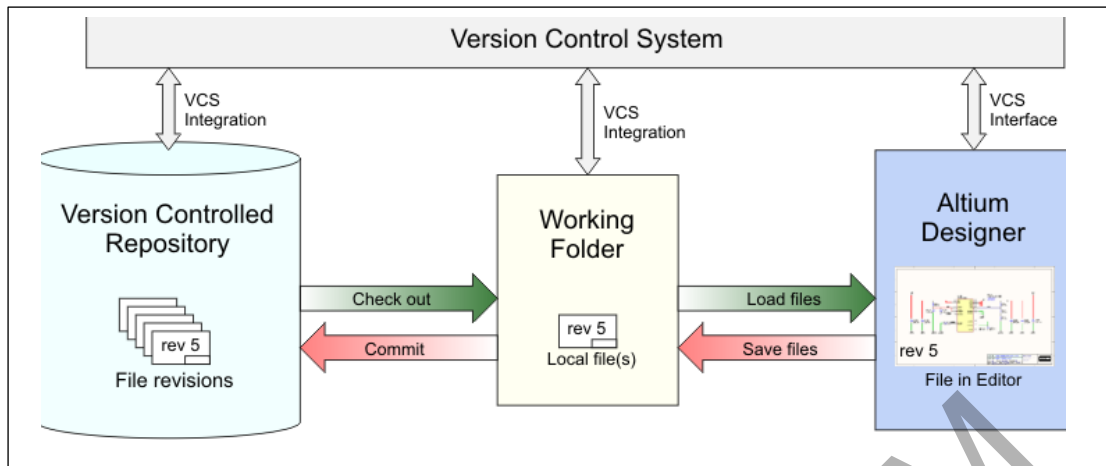 Version Control System
VCS
Integration
VCS
Integration
VCS
Interface
Version Controlled
Repository
Working
Folder
Altium
Designer
Check out
Load files
rev 5
rev 5
rev 5
Commit
Save files
File revisions
Local file(s)
File in Editor